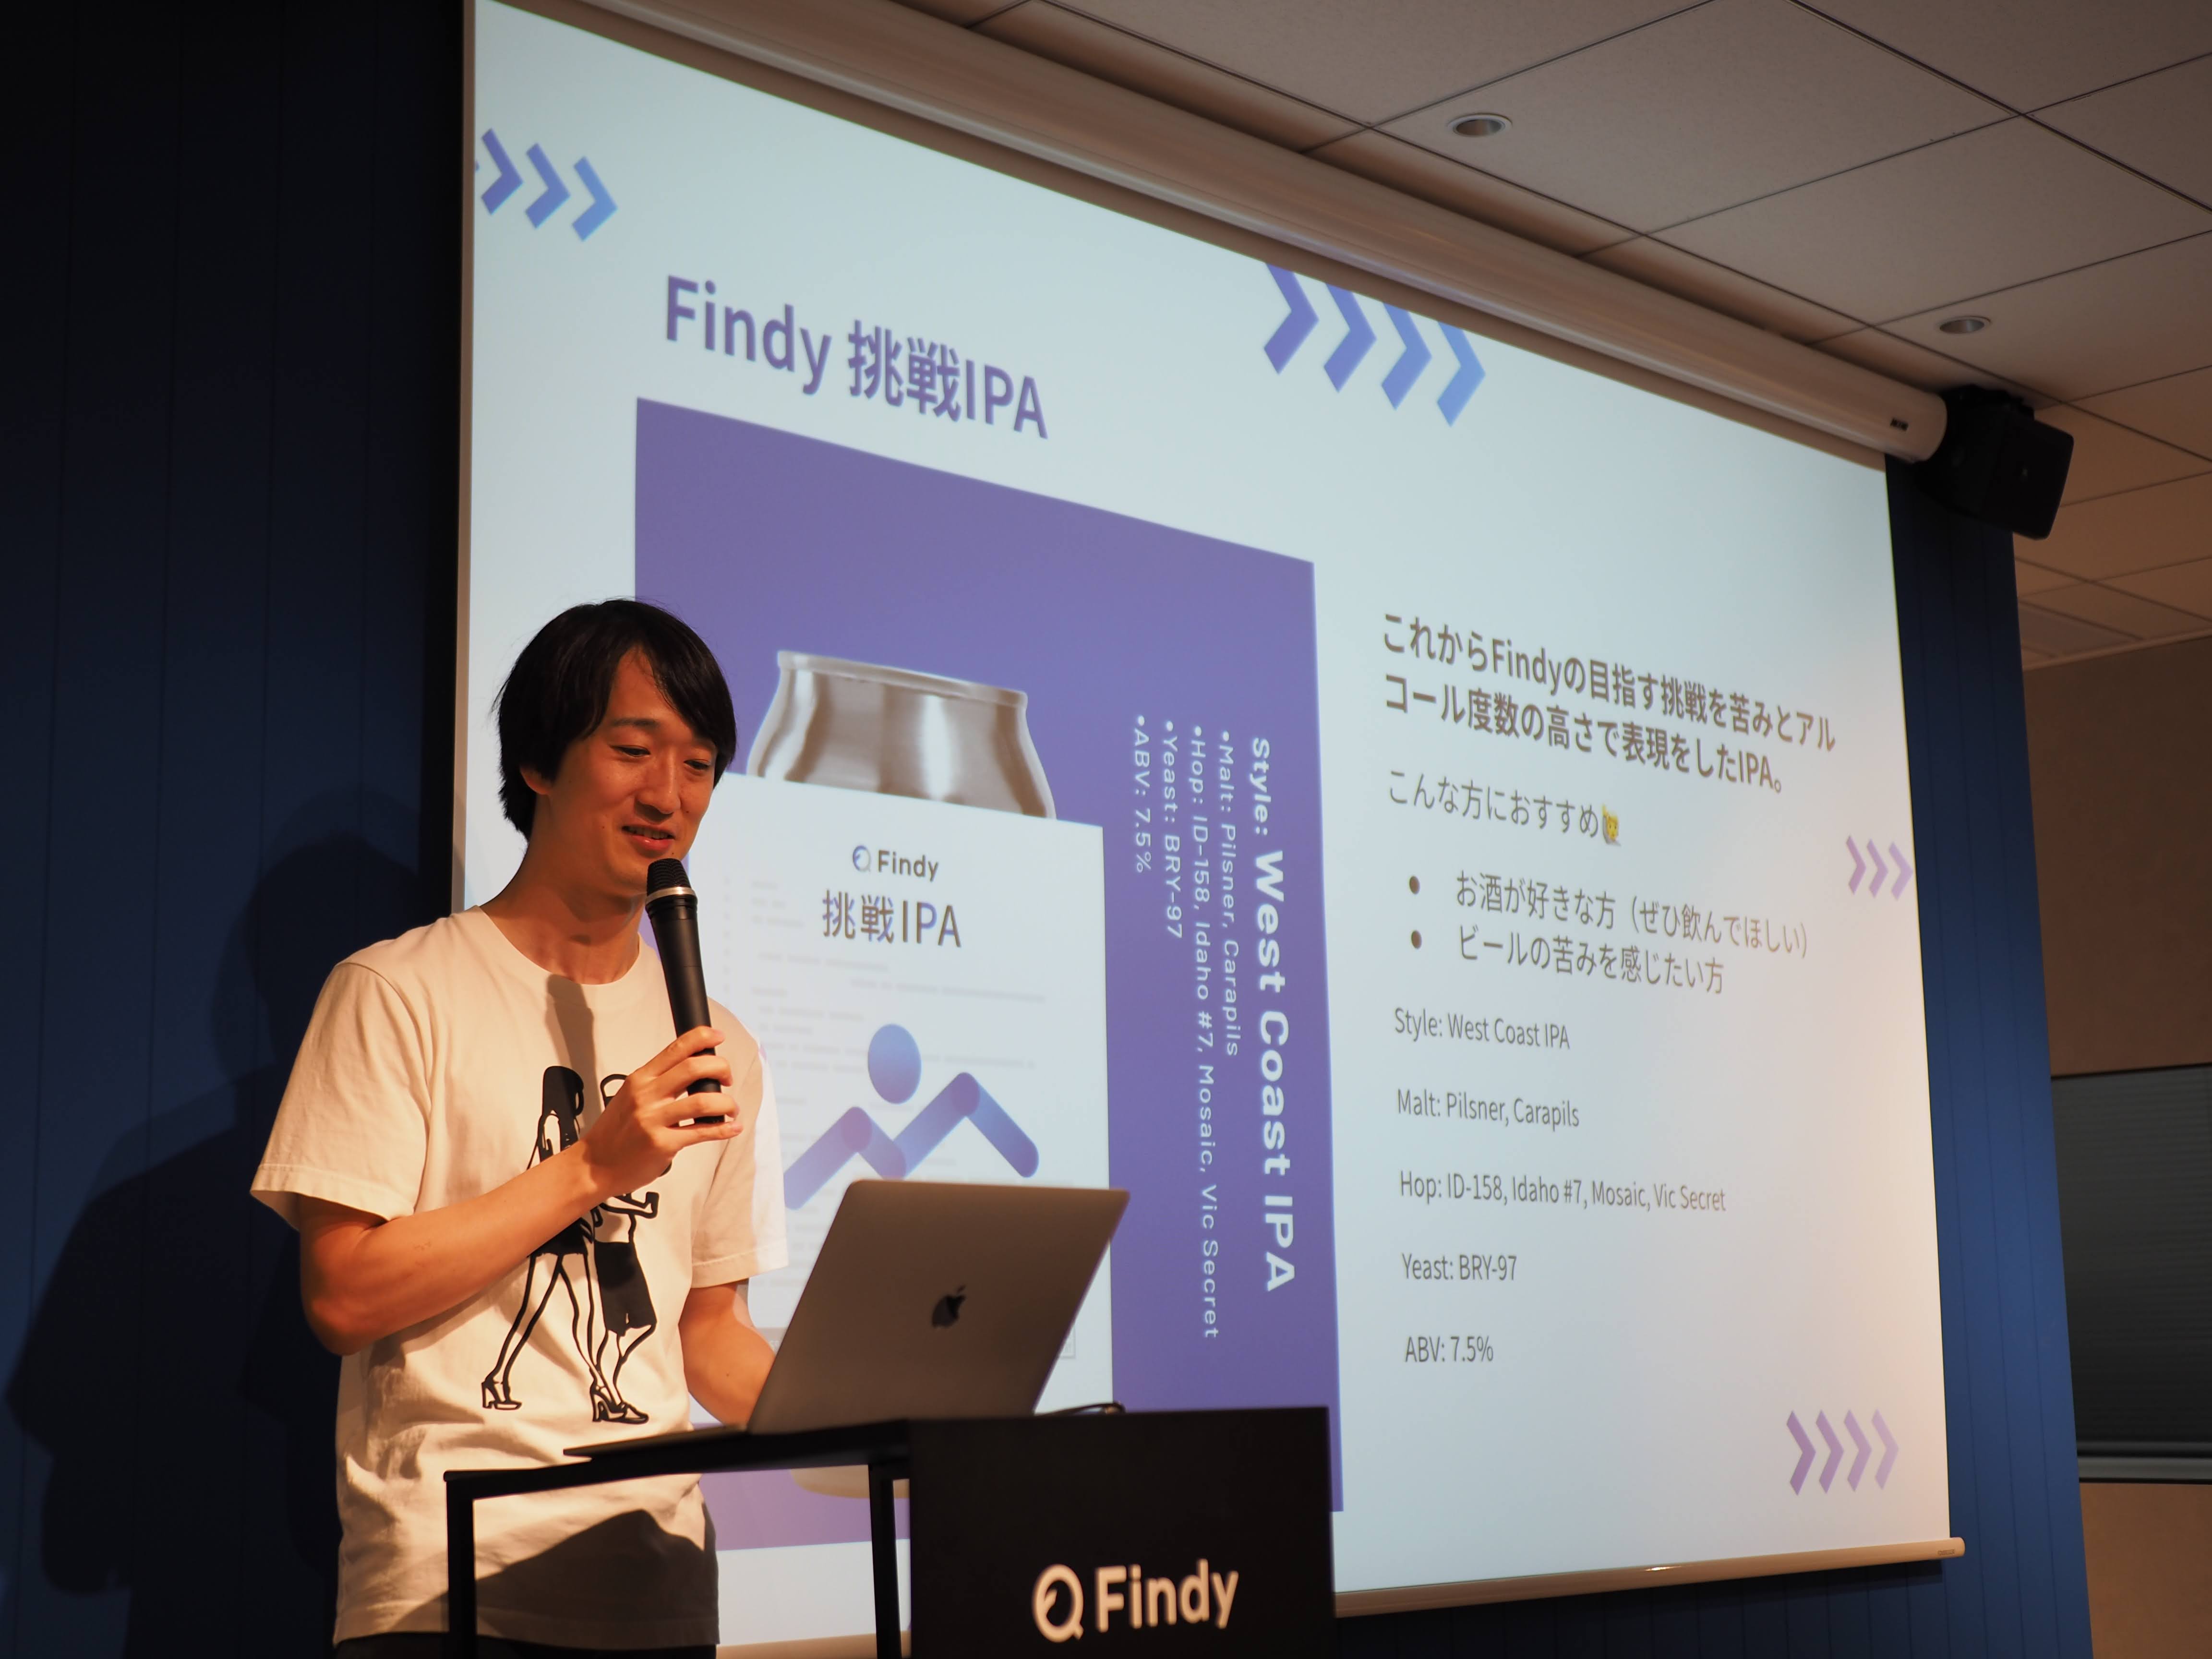 Findy 挑戦IPA
Findy
挑戦IPA
Style: West Coast IPA
•Malt: Pilsner, Carapils
•Hop: ID-158, Idaho #7, Mosaic, Vic Secret
•Yeast: BRY-97
•ABV: 7.5%
これからFindyの目指す挑戦を苦みとアル
コール度数の高さで表現をしたIPA。
こんな方におすすめ🙋
● お酒が好きな方（ぜひ飲んでほしい）
● ビールの苦みを感じたい方
Style: West Coast IPA
Malt: Pilsner, Carapils
Hop: ID-158, Idaho #7, Mosaic, Vic Secret
Yeast: BRY-97
ABV: 7.5%
Findy